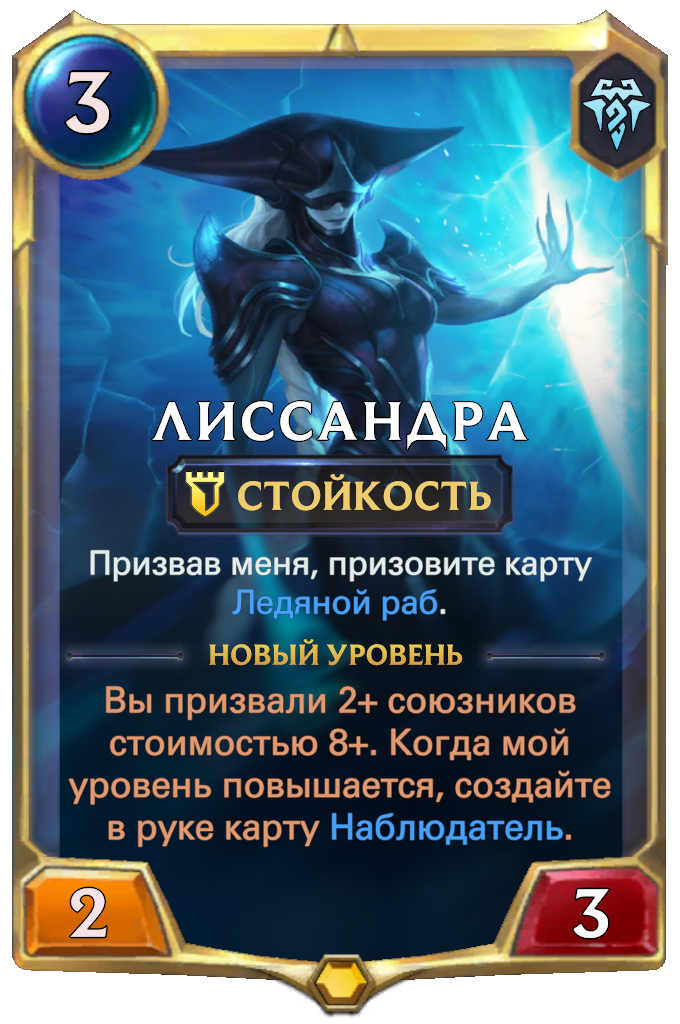 3
ЛИССАНДРА
СТОЙКОСТЬ
Призвав меня, призовите карту
Ледяной раб.
НОВЫЙ УРОВЕНЬ
Вы призвали 2+ союзников
стоимостью 8+. Когда мой
уровень повышается, создайте
в руке карту Наблюдатель.
2
3